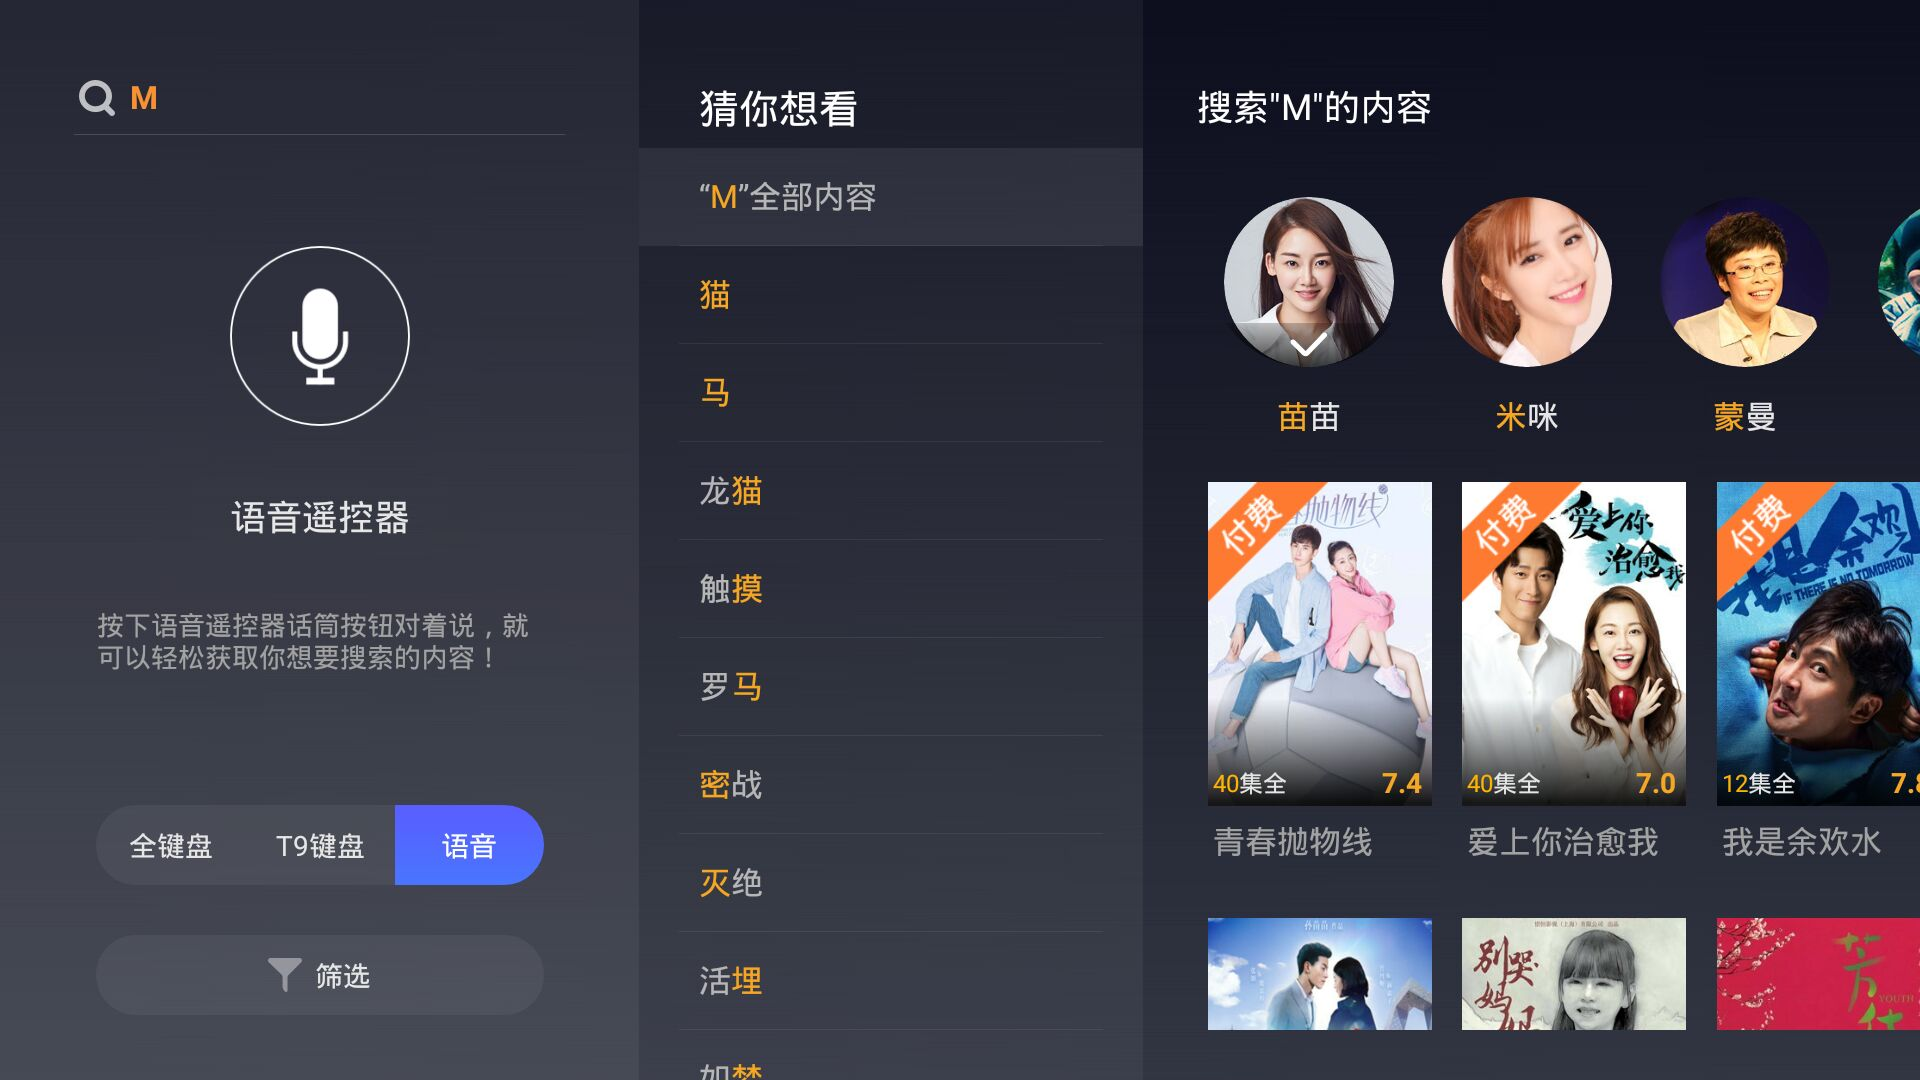 M
语音遥控器
按下语音遥控器话筒按钮对着说，就
可以轻松获取你想要搜索的内容！
全键盘
T9键盘
语音
筛选
猜你想看
“M”全部内容
猫
马
龙猫
触摸
罗马
密战
灭绝
活埋
搜索"M"的内容
苗苗
米咪
蒙曼
付费
抛物线
40集全
7.4
青春抛物线
付费
爱上你
治愈我
40集全
7.0
爱上你治愈我
付费
我是余欢
IF THERE IS NO TOMORROW
12集全
我是余欢水
孙苗苗
别哭
妈妈
芳
YOUTH